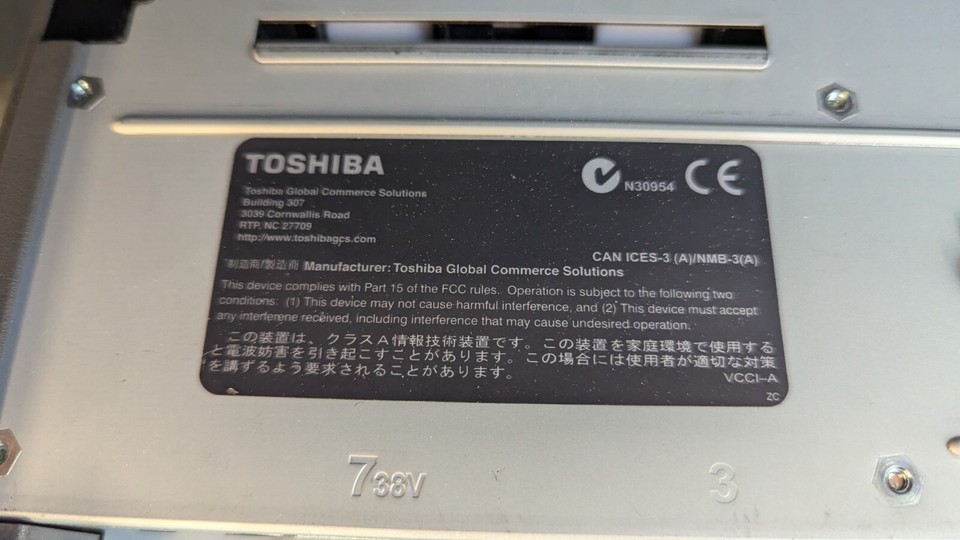 TOSHIBA
Toshiba Global Commerce Solutions
Building 307
3039 Cornwallis Road
RTP, NC 27709
http://www.toshibagcs.com
N30954 CE
CAN ICES-3 (A)/NMB-3(A)
制造商/製造商 Manufacturer: Toshiba Global Commerce Solutions
This device complies with Part 15 of the FCC rules. Operation is subject to the following two
conditions: (1) This device may not cause harmful interference, and (2) This device must accept
any interferene received, including interference that may cause undesired operation.
この装置は、クラスA情報技術装置です。この装置を家庭環境で使用する
と電波妨害を引き起こすことがあります。この場合には使用者が適切な対策
を講ずるよう要求されることがあります。
VCCI-A
ZC
738V 3